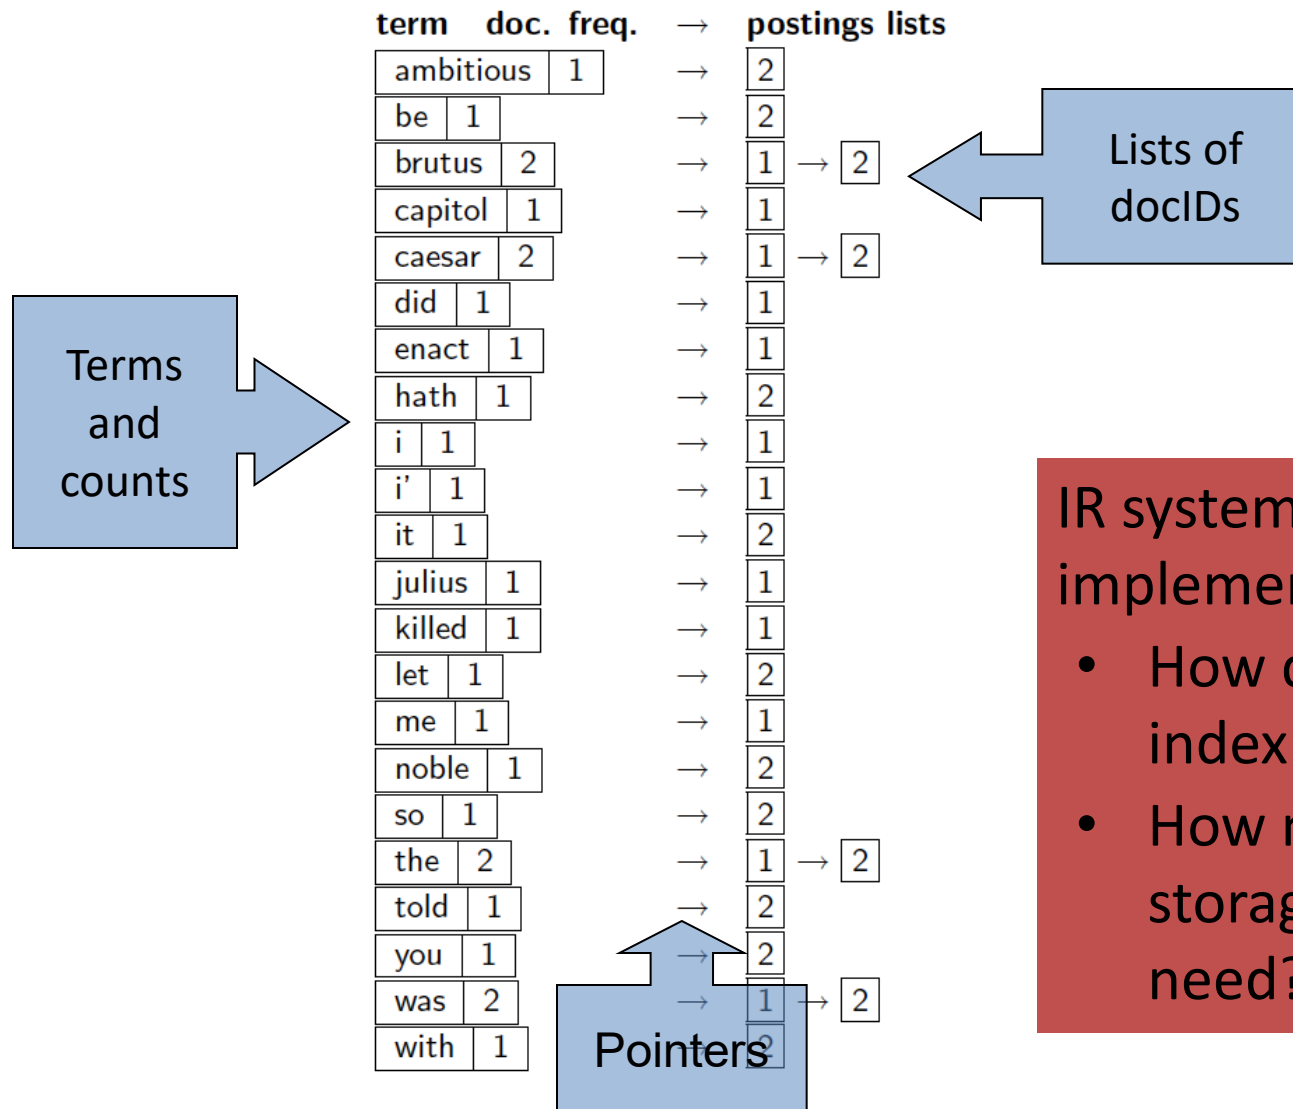 term doc. freq. → postings lists
ambitious 1 → 2
be 1 → 2
brutus 2 → 1 → 2
capitol 1 → 1
caesar 2 → 1 → 2
did 1 → 1
enact 1 → 1
hath 1 → 2
i 1 → 1
i' 1 → 1
it 1 → 2
julius 1 → 1
killed 1 → 1
let 1 → 2
me 1 → 1
noble 1 → 2
so 1 → 2
the 2 → 1 → 2
told 1 → 2
you 1 → 2
was 2 → 1 → 2
with 1 → 2
Lists of
docIDs
Terms
and
counts
Pointers
IR system
implemen
• How
index
• How
storag
need?